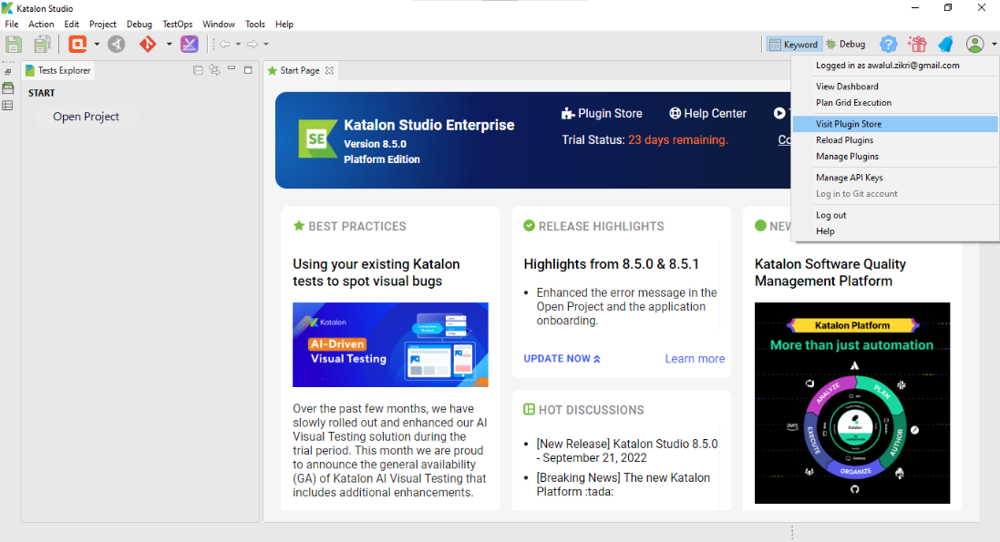 Katalon Studio
File Action Edit Project Debug TestOps Window Tools Help
Keyword Debug
Tests Explorer
START
Open Project
Start Page
SE
Katalon Studio Enterprise
Version 8.5.0
Platform Edition
Plugin Store Help Center
Trial Status: 23 days remaining.
Logged in as awalul.zikri@gmail.com
View Dashboard
Plan Grid Execution
Visit Plugin Store
Reload Plugins
Manage Plugins
Manage API Keys
Log in to Git account
Log out
Help
BEST PRACTICES
Using your existing Katalon
tests to spot visual bugs
Katalon
AI-Driven
Visual Testing
Over the past few months, we have
slowly rolled out and enhanced our AI
Visual Testing solution during the
trial period. This month we are proud
to announce the general availability
(GA) of Katalon AI Visual Testing that
includes additional enhancements.
RELEASE HIGHLIGHTS
Highlights from 8.5.0 & 8.5.1
• Enhanced the error message in the
Open Project and the application
onboarding.
UPDATE NOW Learn more
HOT DISCUSSIONS
• [New Release] Katalon Studio 8.5.0
- September 21, 2022
• [Breaking News] The new Katalon
Platform :tada:
NEW
Katalon Software Quality
Management Platform
Katalon Platform
More than just automation
ANALYZE
PLAN
AUTHOR
ORGANIZE
EXECUTE
aws
Katalon